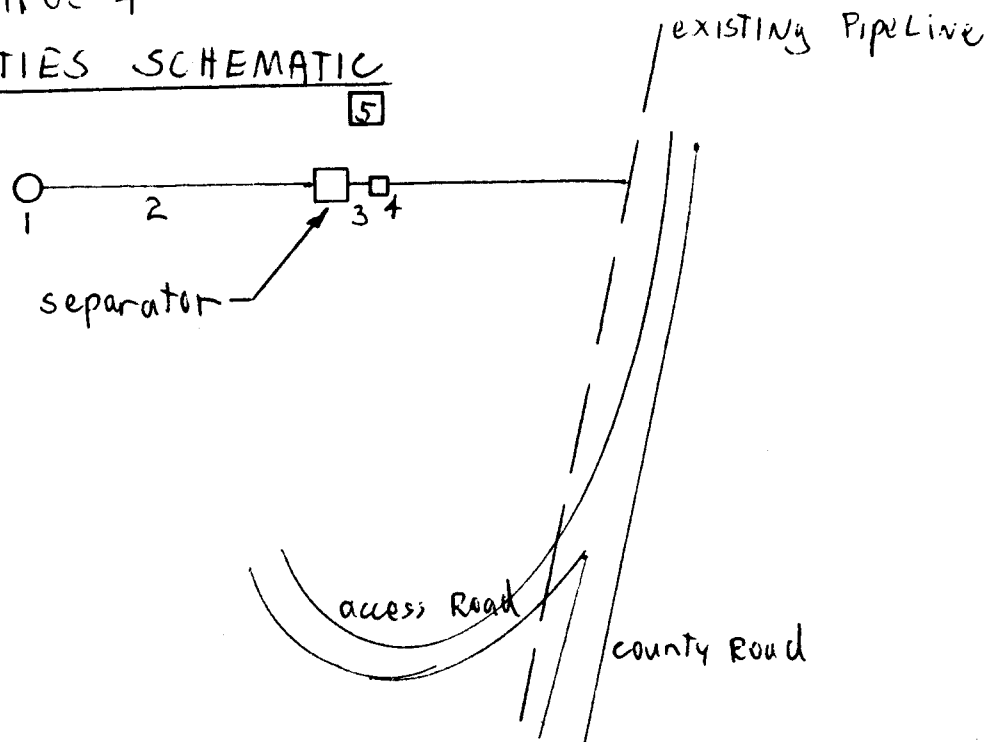 TIES SCHEMATIC
existing PipeLine
5
1
2
3
4
separator
access Road
county Road